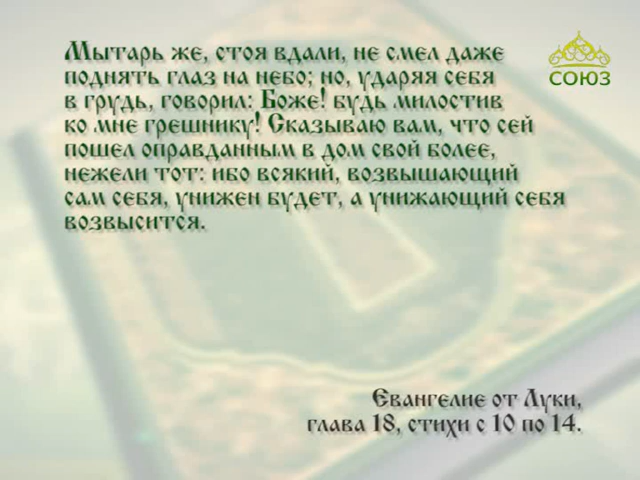 Мытарь же, стоя вдали, не смел даже
поднять глаз на небо; но, ударяя себя
в грудь, говорил: Боже! будь милостив
ко мне грешнику! Сказываю вам, что сей
пошел оправданным в дом свой более,
нежели тот: ибо всякий, возвышающий
сам себя, унижен будет, а унижающий себя
возвысится.
СОЮЗ
Евангелие от Луки,
глава 18, стихи с 10 по 14.